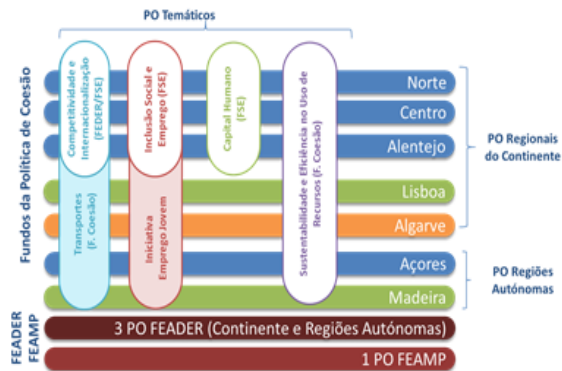 PO Temáticos
Fundos da Política de Coesão
Competitividade e
Internacionalização
(FEDER/FSE)
Transportes
(F. Coesão)
Inclusão Social e
Emprego (FSE)
Iniciativa
Emprego Jovem
Capital Humano
(FSE)
Sustentabilidade e Eficiência no Uso de
Recursos (F. Coesão)
Norte
Centro
Alentejo
Lisboa
Algarve
Açores
Madeira
PO Regionais
do Continente
PO Regiões
Autónomas
FEADER
FEAMP
3 PO FEADER (Continente e Regiões Autónomas)
1 PO FEAMP